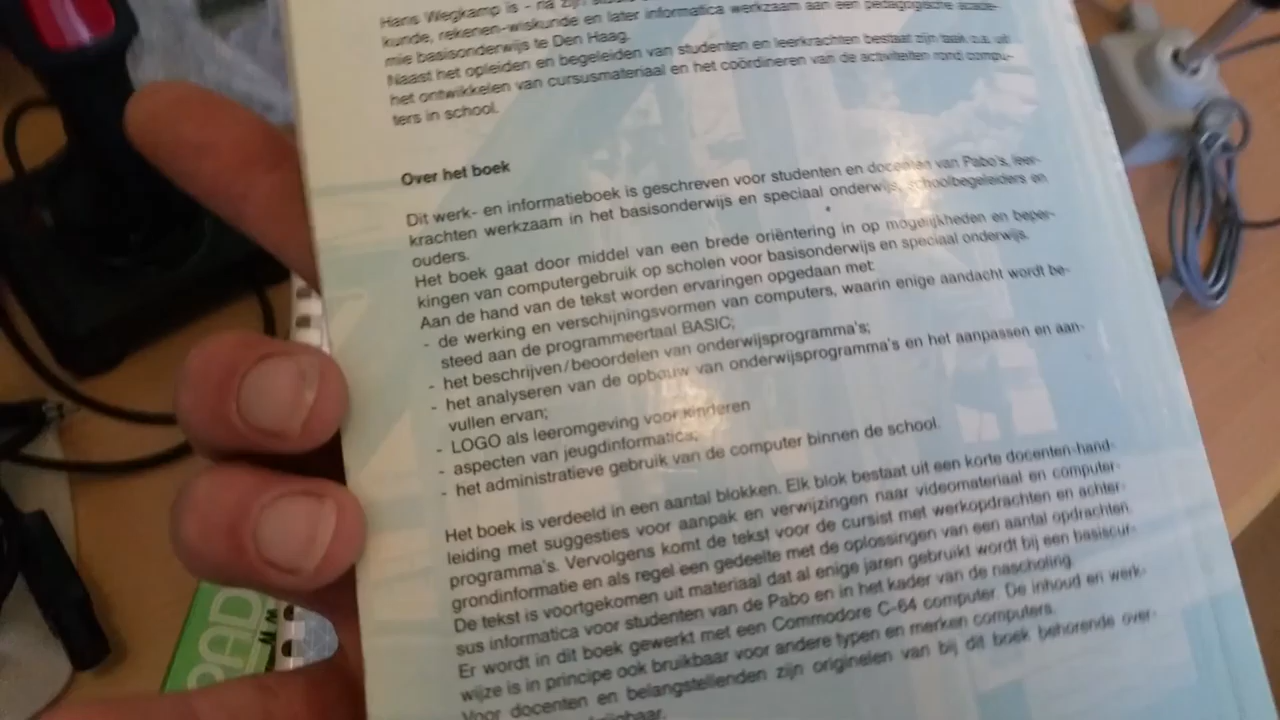 Hans Wegkamp is - na zijn
kunde, rekenen-wiskunde en later informatica werkzaam aan een pedagogische acade-
mie basisonderwijs te Den Haag.
Naast het opleiden en begeleiden van studenten en leerkrachten bestaat zijn taak o.a. uit
het ontwikkelen van cursusmateriaal en het coördineren van de activiteiten rond compu-
ters in school.
Over het boek
Dit werk- en informatieboek is geschreven voor studenten en docenten van Pabo's, leer-
krachten werkzaam in het basisonderwijs en speciaal onderwijs, schoolbegeleiders en
ouders.
Het boek gaat door middel van een brede oriëntering in op mogelijkheden en beper-
kingen van computergebruik op scholen voor basisonderwijs en speciaal onderwijs.
Aan de hand van de tekst worden ervaringen opgedaan met:
- de werking en verschijningsvormen van computers, waarin enige aandacht wordt be-
steed aan de programmeertaal BASIC;
- het beschrijven/beoordelen van onderwijsprogramma's;
- het analyseren van de opbouw van onderwijsprogramma's en het aanpassen en aan-
vullen ervan;
- LOGO als leeromgeving voor kinderen
- aspecten van jeugdinformatica;
- het administratieve gebruik van de computer binnen de school.
Het boek is verdeeld in een aantal blokken. Elk blok bestaat uit een korte docenten-hand-
leiding met suggesties voor aanpak en verwijzingen naar videomateriaal en computer-
programma's. Vervolgens komt de tekst voor de cursist met werkopdrachten en achter-
grondinformatie en als regel een gedeelte met de oplossingen van een aantal opdrachten.
De tekst is voortgekomen uit materiaal dat al enige jaren gebruikt wordt bij een basiscur-
sus informatica voor studenten van de Pabo en in het kader van de nascholing.
Er wordt in dit boek gewerkt met een Commodore C-64 computer. De inhoud en werk-
wijze is in principe ook bruikbaar voor andere typen en merken computers.
Voor docenten en belangstellenden zijn originelen van bij dit boek behorende over-
PAD